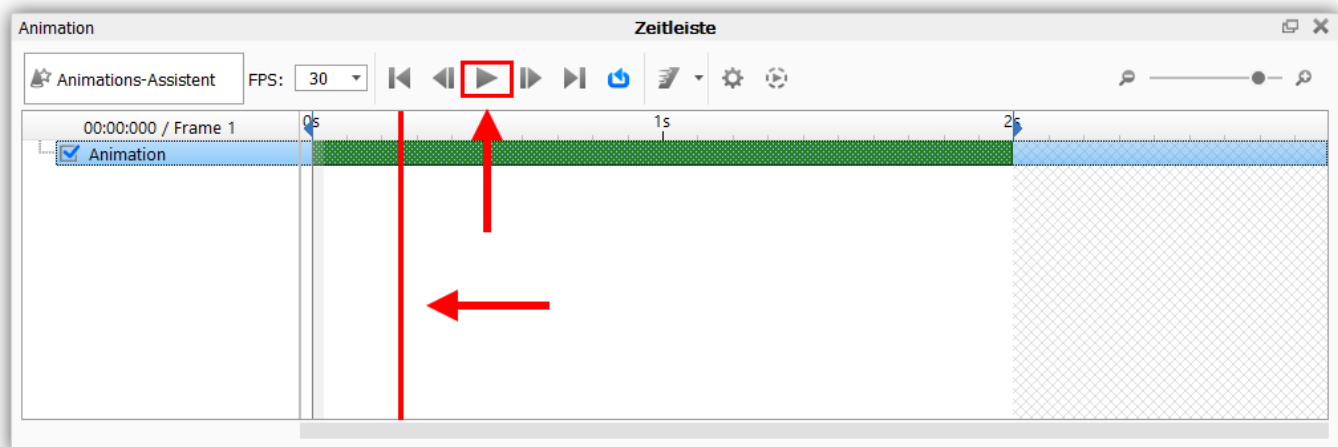 Animation
Zeitleiste
Animations-Assistent FPS: 30
00:00:000 / Frame 1 0s 1s 2s
Animation